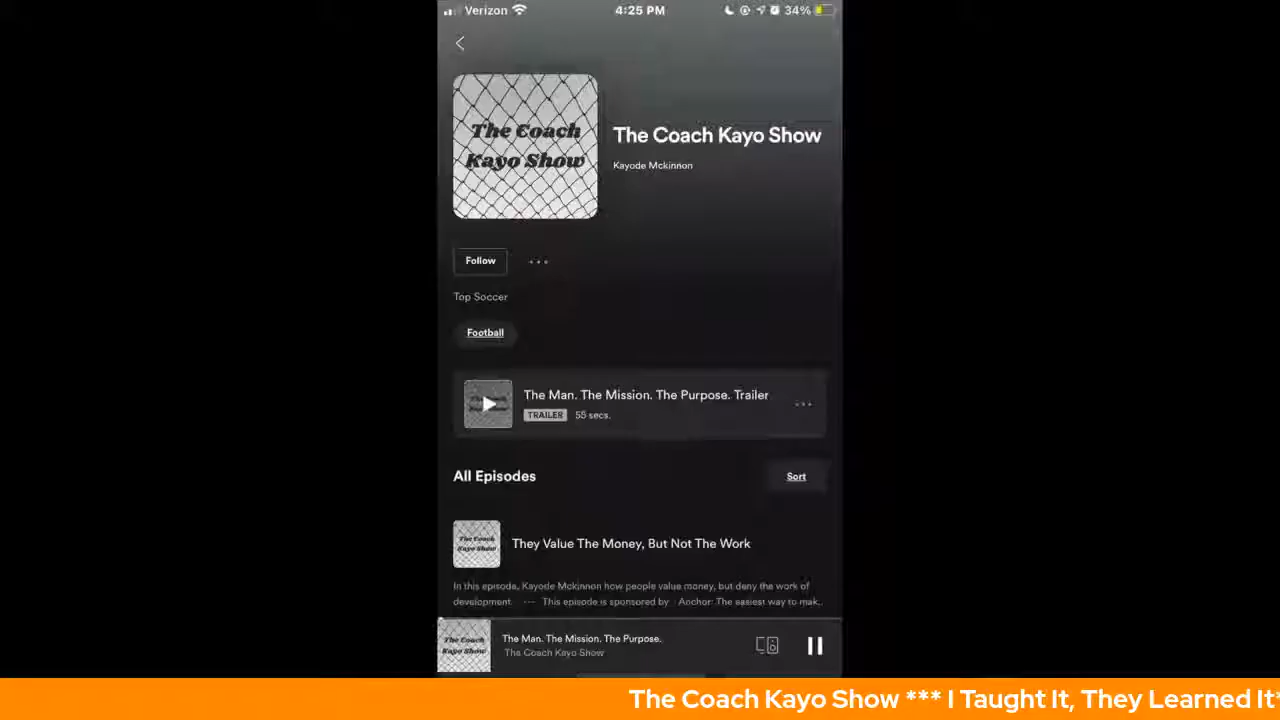 Verizon 4:25 PM 34%
The Coach
Kayo Show
The Coach Kayo Show
Kayode Mckinnon
Follow
Top Soccer
Football
The Man. The Mission. The Purpose. Trailer
TRAILER 55 secs.
All Episodes
Sort
The Coach
Kayo Show
They Value The Money, But Not The Work
In this episode, Kayode Mckinnon how people value money, but deny the work of
development --- This episode is sponsored by · Anchor: The easiest way to mak..
The Coach
Kayo Show
The Man. The Mission. The Purpose.
The Coach Kayo Show
The Coach Kayo Show *** I Taught It, They Learned It*